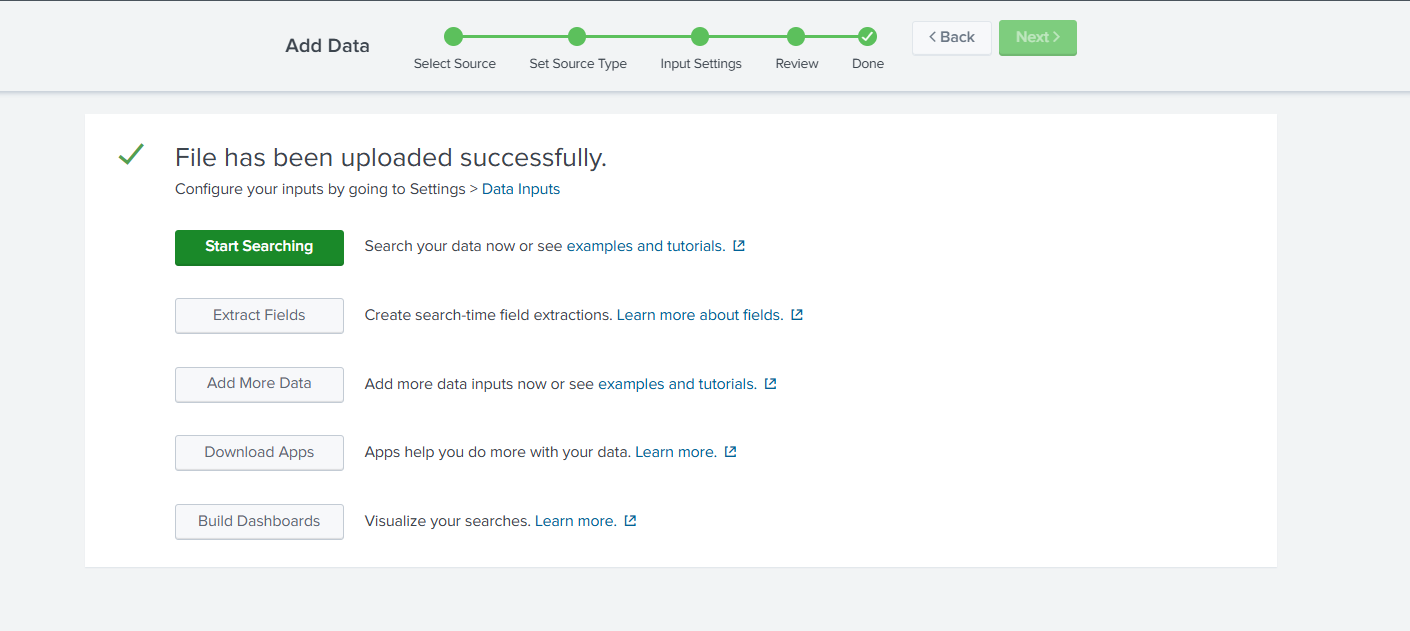 Add Data
Select Source
Set Source Type
Input Settings
Review
Done
< Back
Next >
File has been uploaded successfully.
Configure your inputs by going to Settings > Data Inputs
Start Searching
Search your data now or see examples and tutorials.
Extract Fields
Create search-time field extractions. Learn more about fields.
Add More Data
Add more data inputs now or see examples and tutorials.
Download Apps
Apps help you do more with your data. Learn more.
Build Dashboards
Visualize your searches. Learn more.